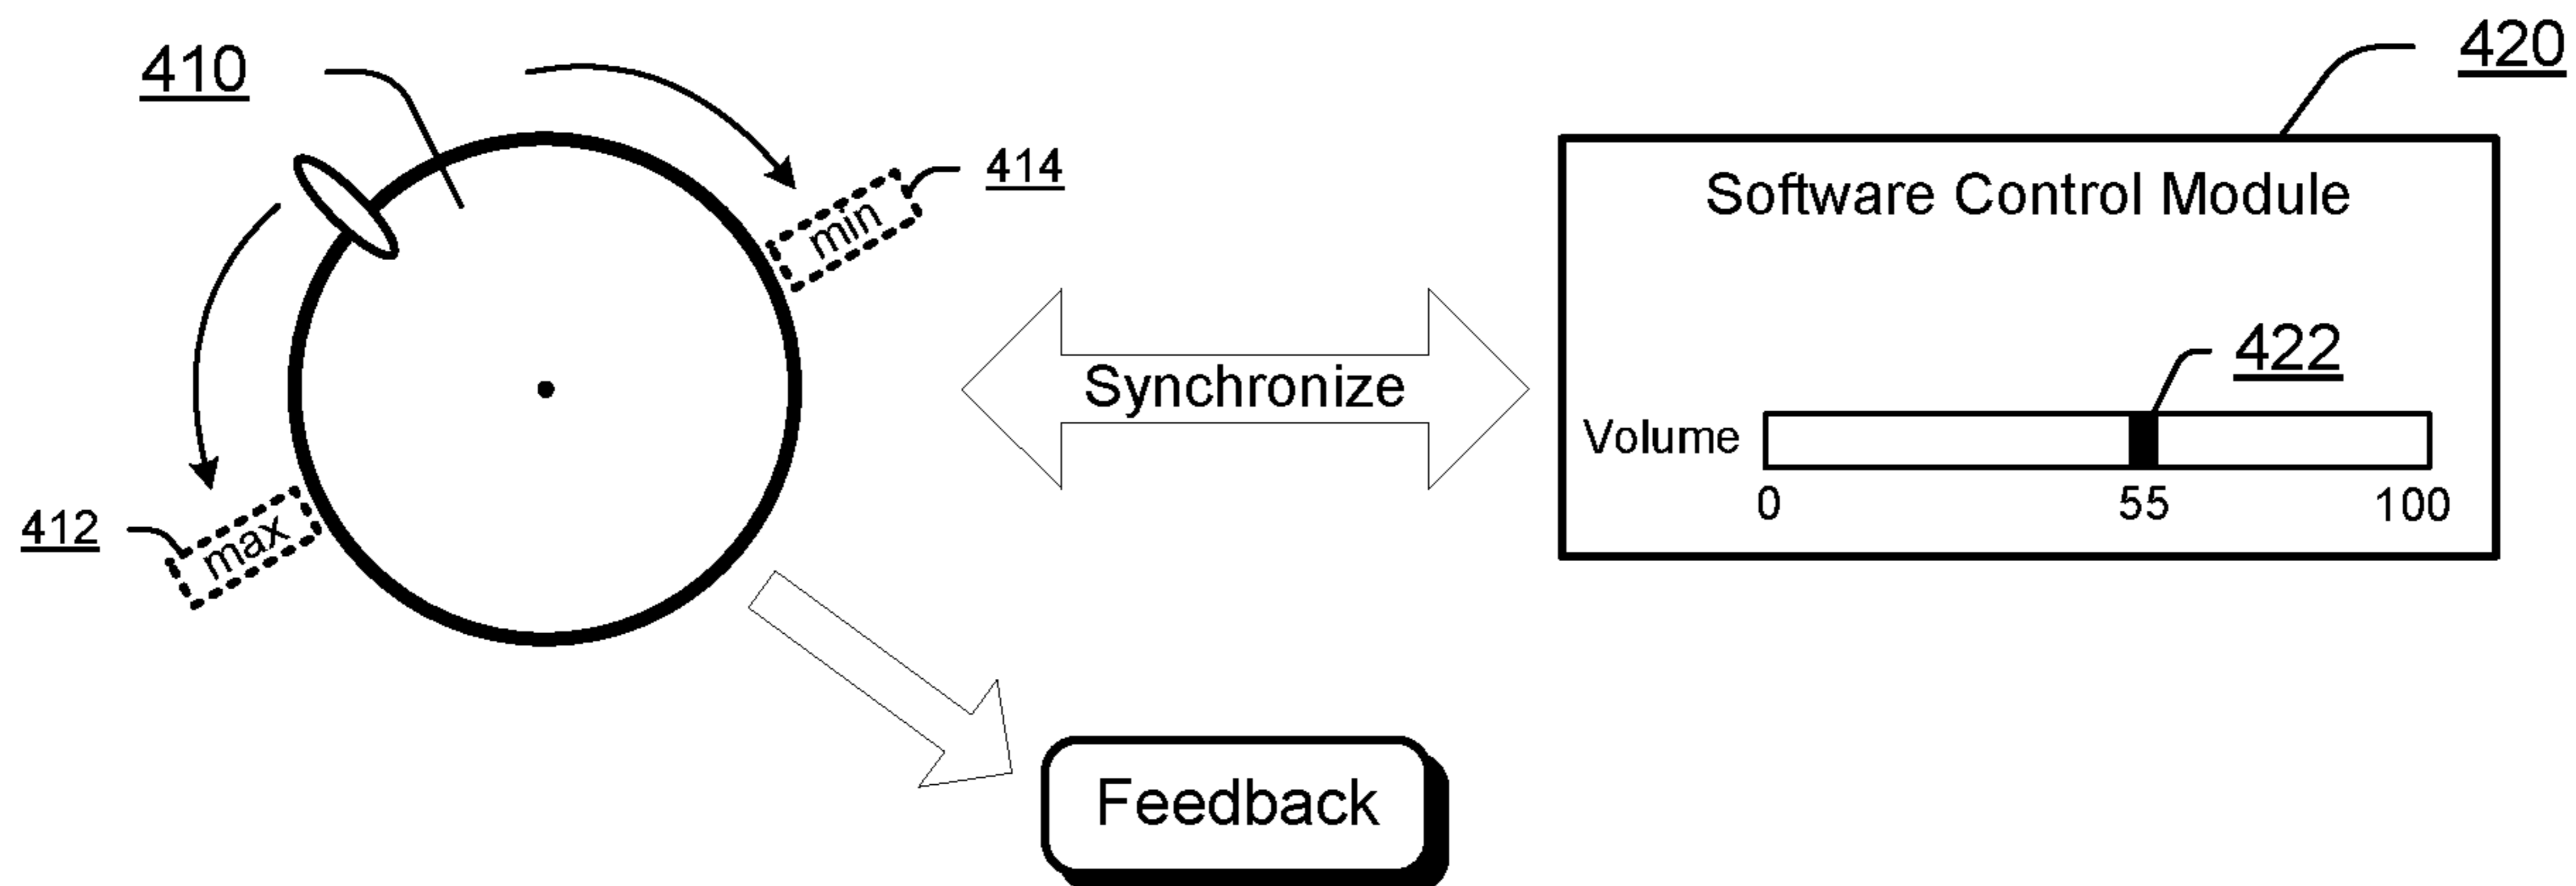 410
420
414
min
Software Control Module
422
Synchronize
Volume
412
max
0
55
100
Feedback